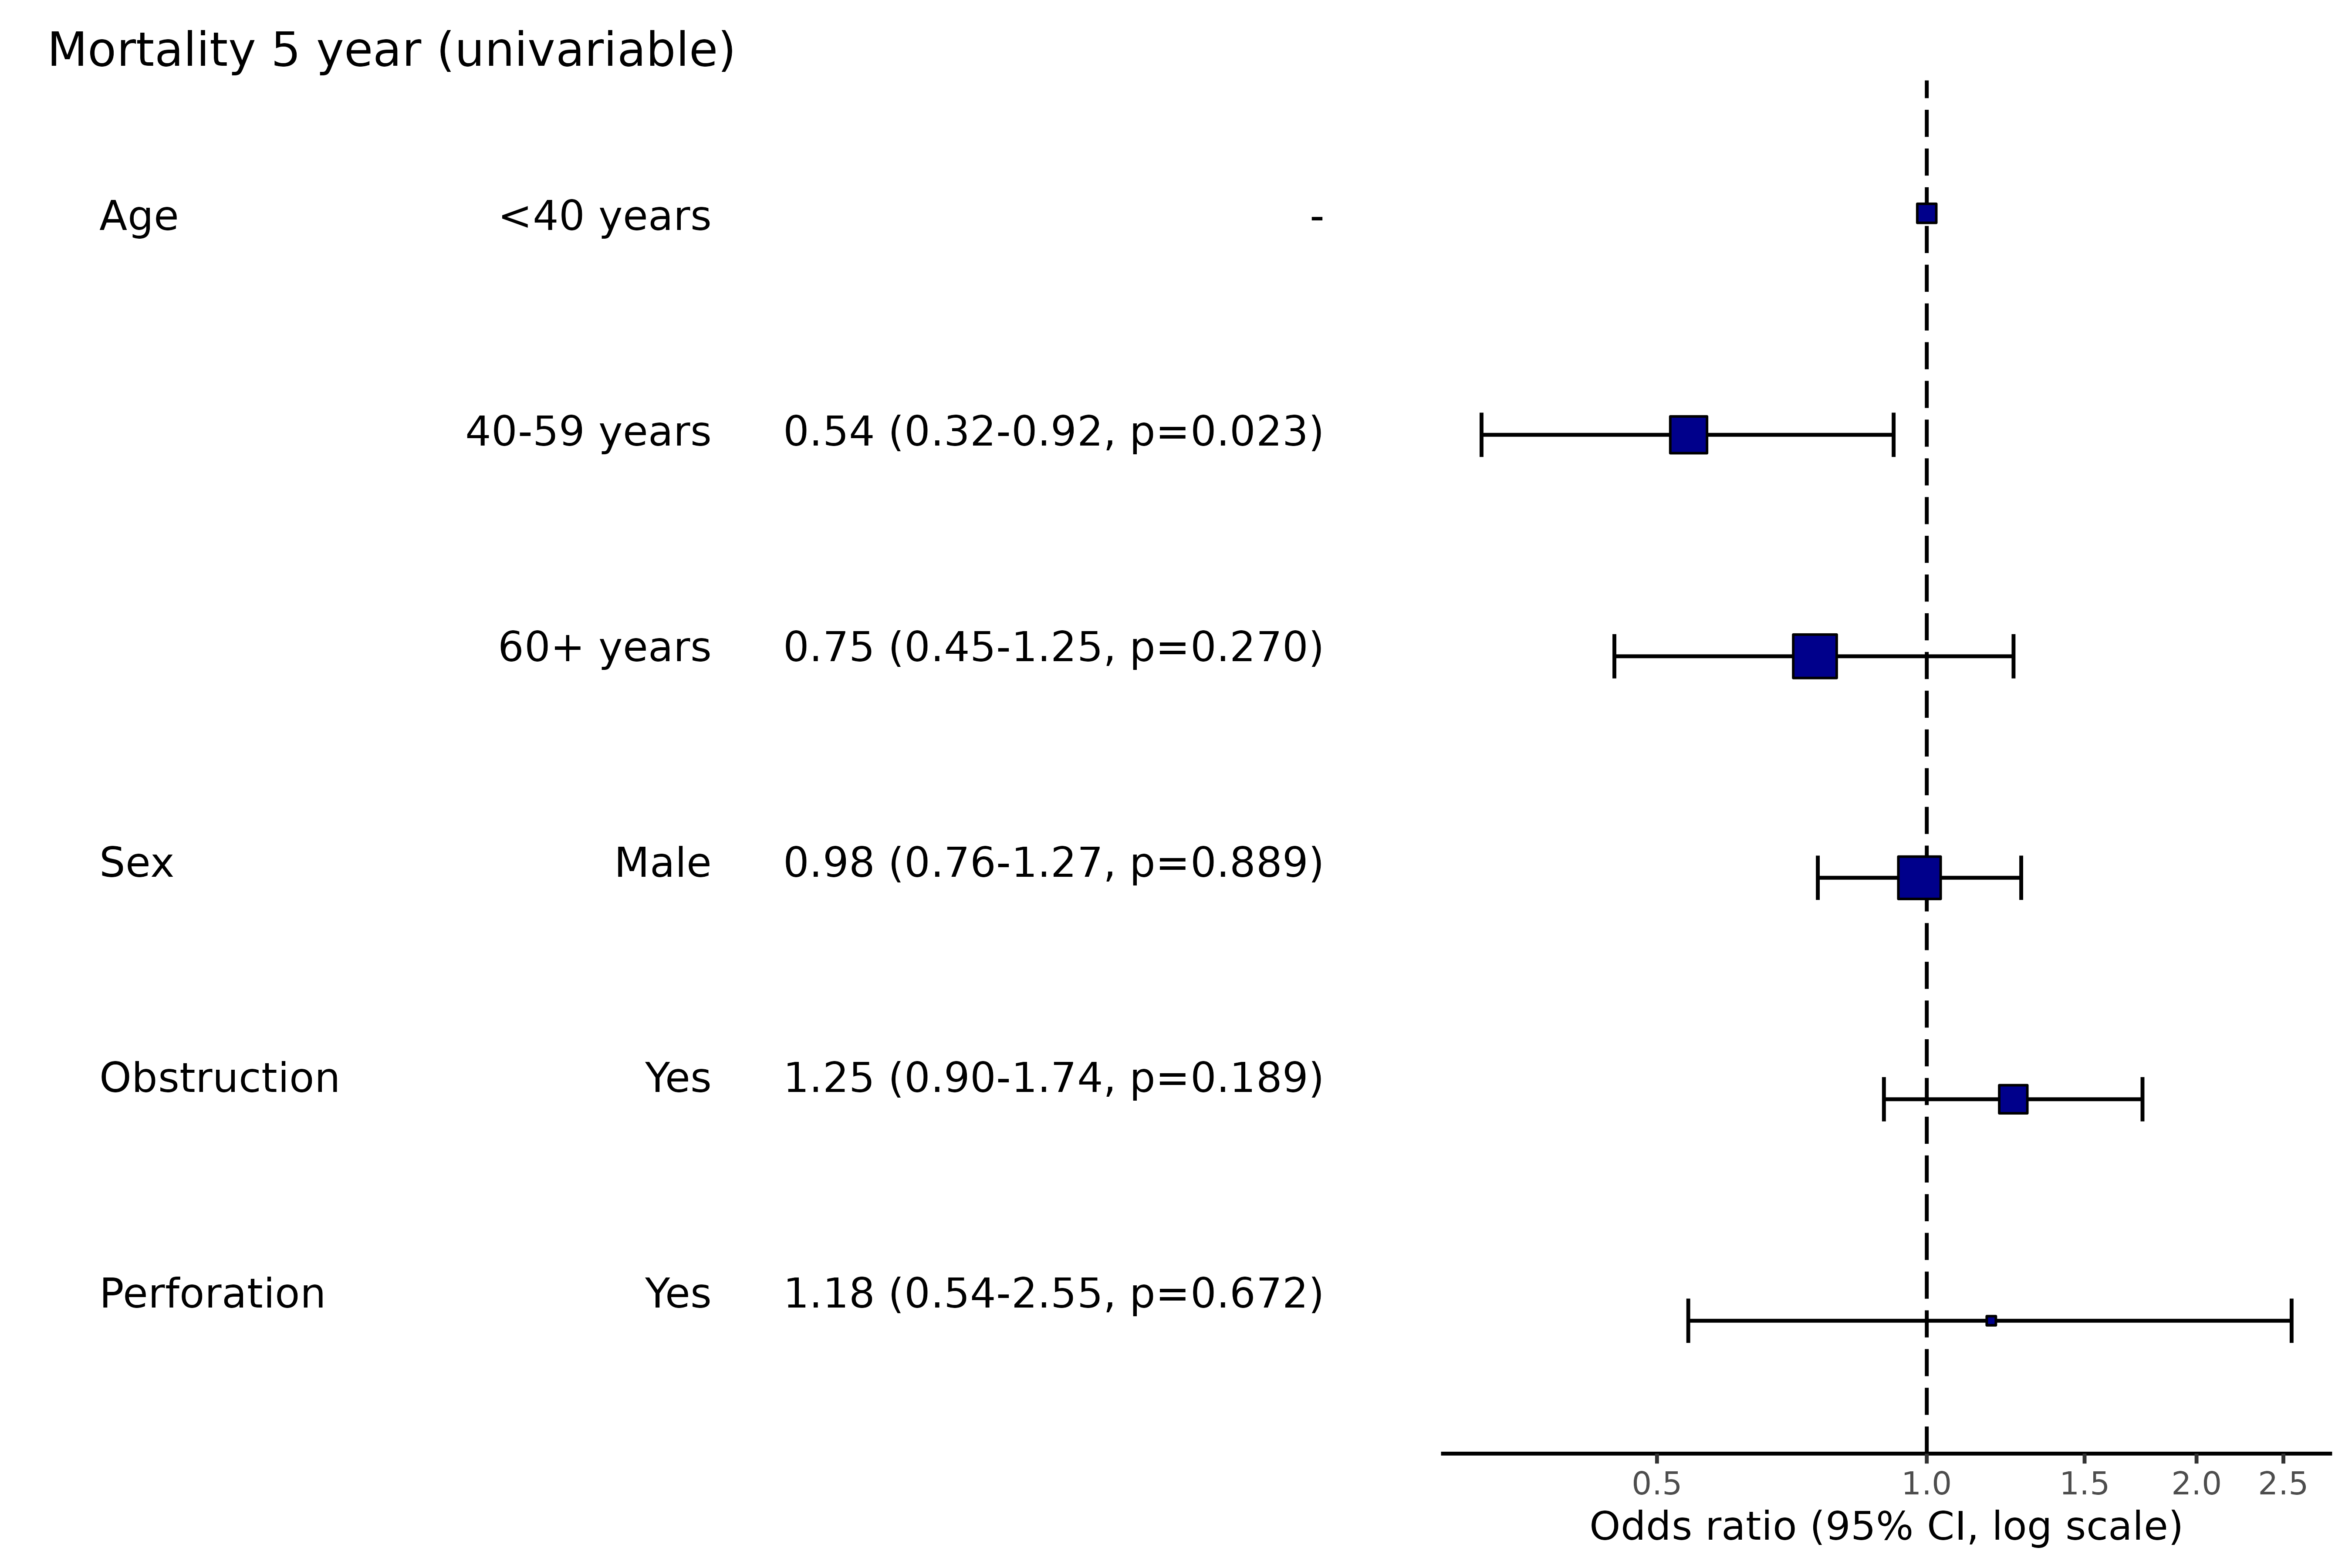 Mortality 5 year (univariable)
Age <40 years -
40-59 years 0.54 (0.32-0.92, p=0.023)
60+ years 0.75 (0.45-1.25, p=0.270)
Sex Male 0.98 (0.76-1.27, p=0.889)
Obstruction Yes 1.25 (0.90-1.74, p=0.189)
Perforation Yes 1.18 (0.54-2.55, p=0.672)
0.5 1.0 1.5 2.0 2.5
Odds ratio (95% CI, log scale)